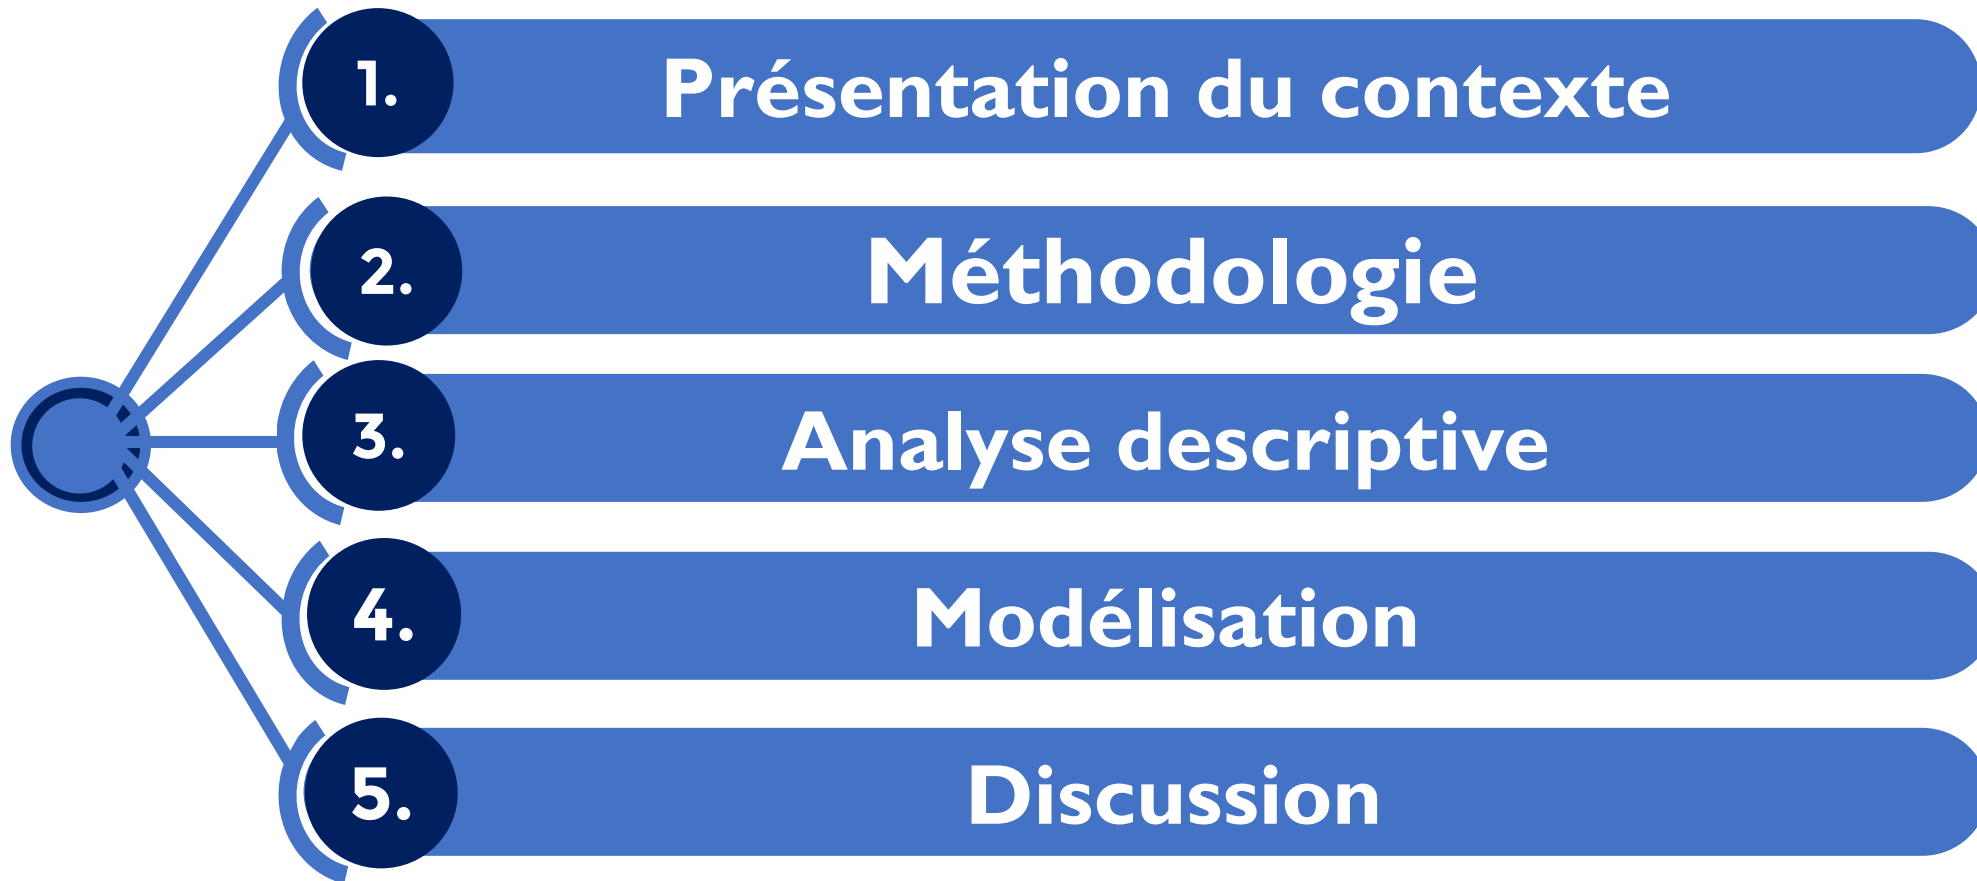 1. Présentation du contexte
2. Méthodologie
3. Analyse descriptive
4. Modélisation
5. Discussion